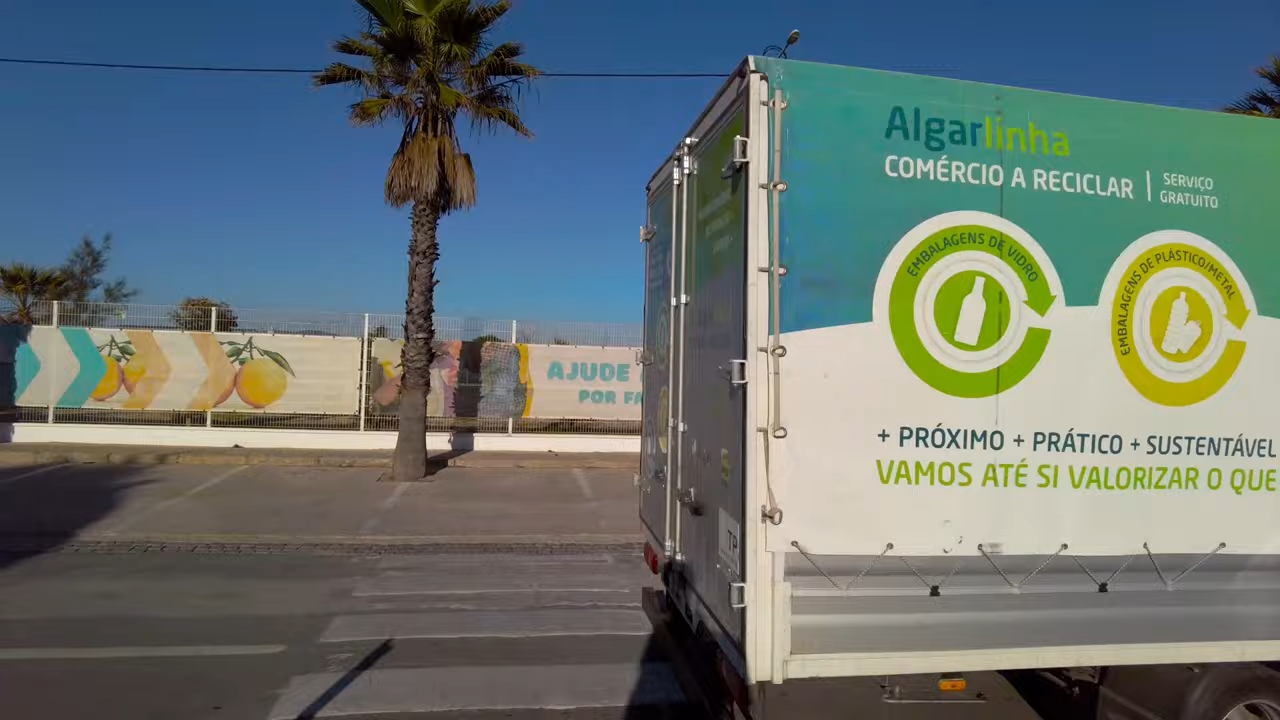 Algarlinha
COMÉRCIO A RECICLAR
SERVIÇO
GRATUITO
EMBALAGENS DE VIDRO
EMBALAGENS DE PLÁSTICO/METAL
+ PRÓXIMO + PRÁTICO + SUSTENTÁVEL
VAMOS ATÉ SI VALORIZAR O QUE
AJUDE
POR
TP